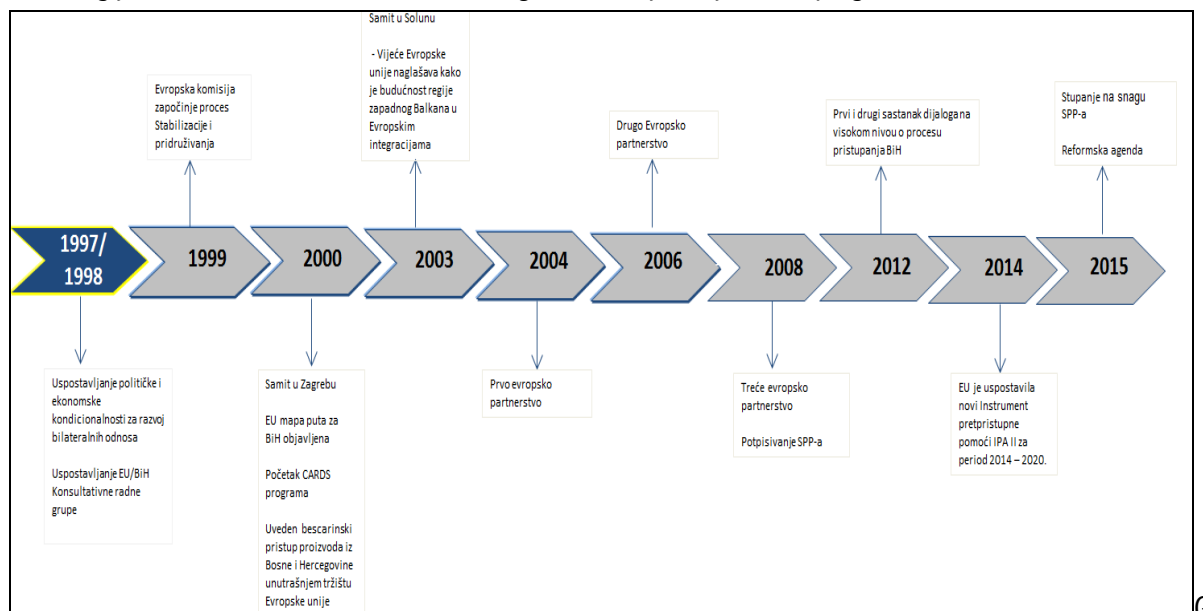 Samit u Solunu
- Vijeće Evropske
unije naglašava kako
je budućnost regije
zapadnog Balkana u
Evropskim
integracijama
Evropska komisija
započinje proces
Stabilizacije i
pridruživanja
Drugo Evropsko
partnerstvo
Prvi i drugi sastanak dijaloga na
visokom nivou o procesu
pristupanja BiH
Stupanje na snagu
SPP-a
Reformska agenda
1997/
1998
1999
2000
2003
2004
2006
2008
2012
2014
2015
Uspostavljanje političke i
ekonomske
kondicionalnosti za razvoj
bilateralnih odnosa
Uspostavljanje EU/BiH
Konsultativne radne
grupe
Samit u Zagrebu
EU mapa puta za
BiH objavljena
Početak CARDS
programa
Uveden bescarinski
pristup proizvoda iz
Bosne i Hercegovine
unutrašnjem tržištu
Evropske unije
Prvo evropsko
partnerstvo
Treće evropsko
partnerstvo
Potpisivanje SPP-a
EU je uspostavila
novi Instrument
pretpristupne
pomoći IPA II za
period 2014 – 2020.